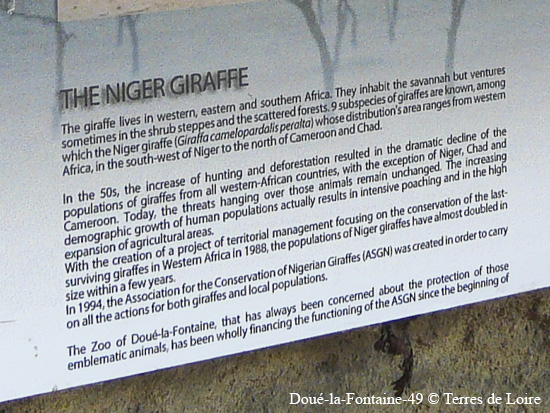 THE NIGER GIRAFFE
The giraffe lives in western, eastern and southern Africa. They inhabit the savannah but ventures
sometimes in the shrub steppes and the scattered forests. 9 subspecies of giraffes are known, among
which the Niger giraffe (Giraffa camelopardalis peralta) whose distribution's area ranges from western
Africa, in the south-west of Niger to the north of Cameroon and Chad.
In the 50s, the increase of hunting and deforestation resulted in the dramatic decline of the
populations of giraffes from all western-African countries, with the exception of Niger, Chad and
Cameroon. Today, the threats hanging over those animals remain unchanged. The increasing
demographic growth of human populations actually results in intensive poaching and in the high
expansion of agricultural areas.
With the creation of a project of territorial management focusing on the conservation of the last-
surviving giraffes in Western Africa in 1988, the populations of Niger giraffes have almost doubled in
size within a few years.
In 1994, the Association for the Conservation of Nigerian Giraffes (ASGN) was created in order to carry
on all the actions for both giraffes and local populations.
The Zoo of Doué-la-Fontaine, that has always been concerned about the protection of those
emblematic animals, has been wholly financing the functioning of the ASGN since the beginning of
Doué-la-Fontaine-49 © Terres de Loire